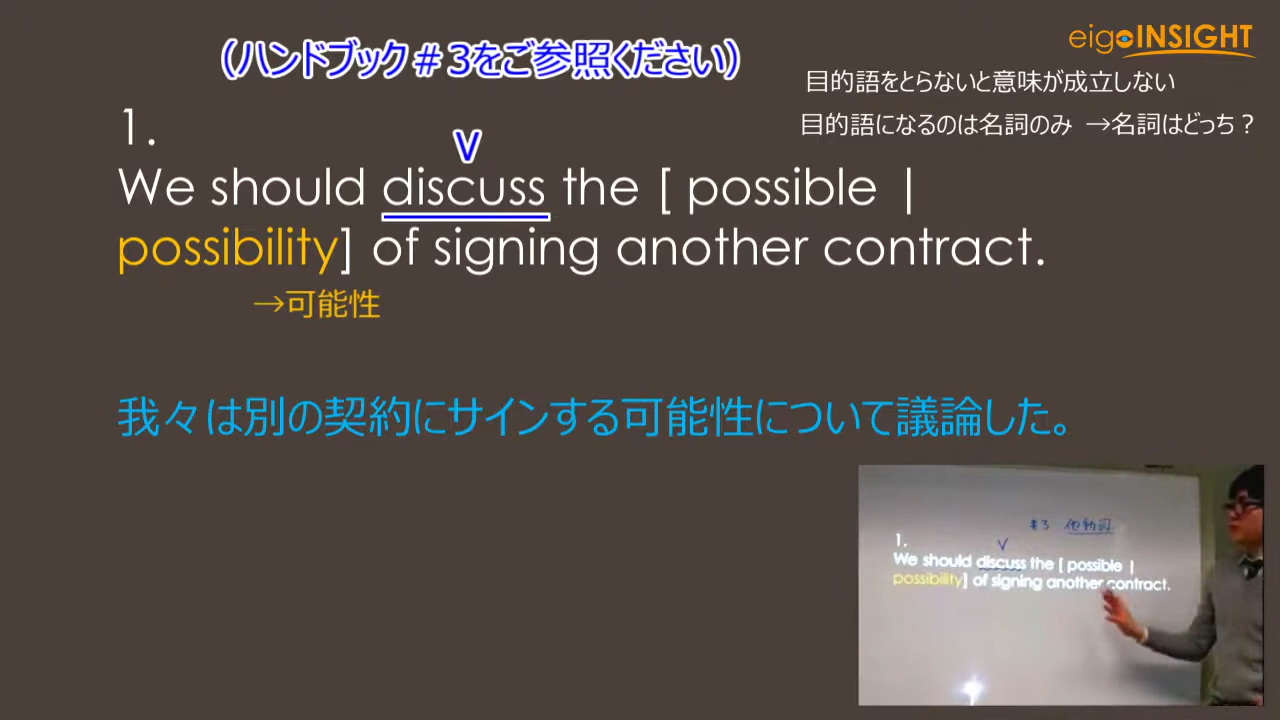 eigoINSIGHT
(ハンドブック＃3をご参照ください)
目的語をとらないと意味が成立しない
目的語になるのは名詞のみ →名詞はどっち？
1.
V
We should discuss the [ possible |
possibility] of signing another contract.
→可能性
我々は別の契約にサインする可能性について議論した。
#3 他動詞
1.
V
We should discuss the [ possible |
possibility] of signing another contract.